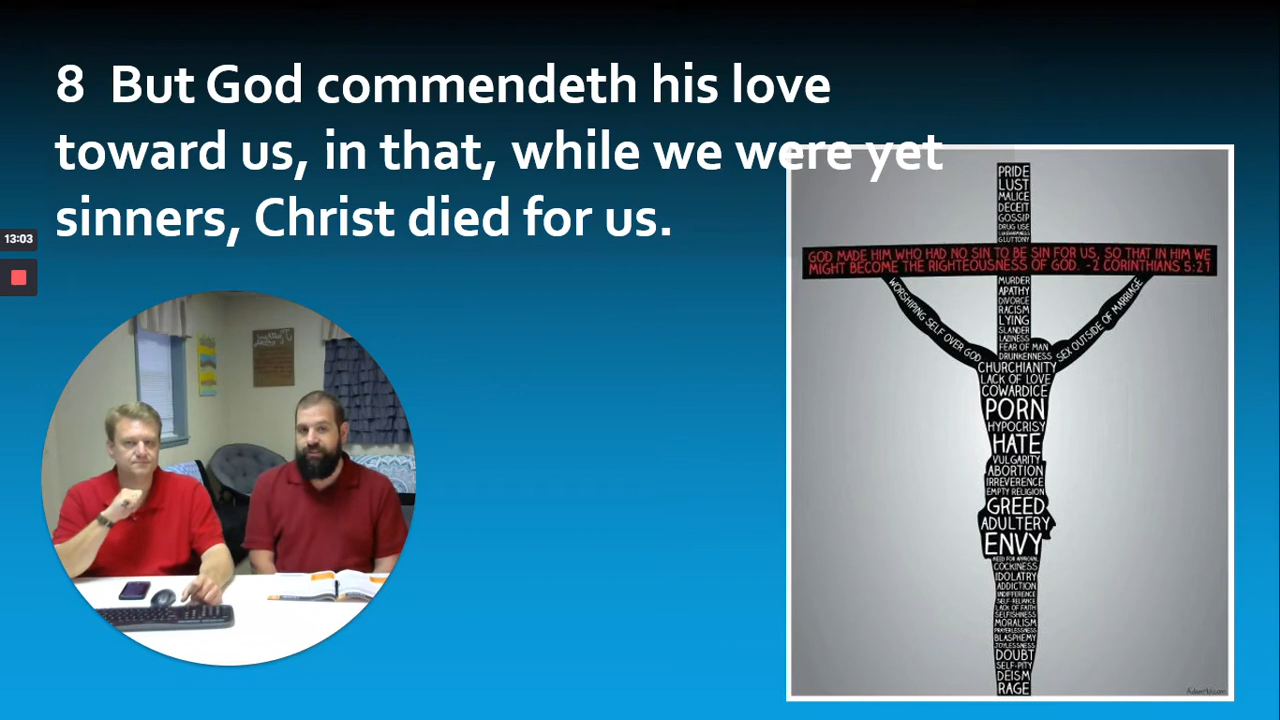 8 But God commendeth his love
toward us, in that, while we were yet
sinners, Christ died for us.
13:03
PRIDE
LUST
MALICE
DECEIT
GOSSIP
DRUG USE
GLUTTONY
GOD MADE HIM WHO HAD NO SIN TO BE SIN FOR US, SO THAT IN HIM WE
MIGHT BECOME THE RIGHTEOUSNESS OF GOD. -2 CORINTHIANS 5:21
WORSHIPING SELF OVER GOD
SEX OUTSIDE OF MARRIAGE
MURDER
APATHY
DIVORCE
RACISM
LYING
SLANDER
FEAR OF MAN
DRUNKENNESS
CHURCHIANITY
LACK OF LOVE
COWARDICE
PORN
HYPOCRISY
HATE
VULGARITY
ABORTION
IRREVERENCE
EMPTY RELIGION
GREED
ADULTERY
ENVY
NEED FOR APPROVAL
COCKINESS
IDOLATRY
ADDICTION
INDIFFERENCE
SELF-RELIANCE
LACK OF FAITH
SELFISHNESS
MORALISM
PRAYERLESSNESS
BLASPHEMY
JOYLESSNESS
DOUBT
SELF-PITY
DEISM
RAGE